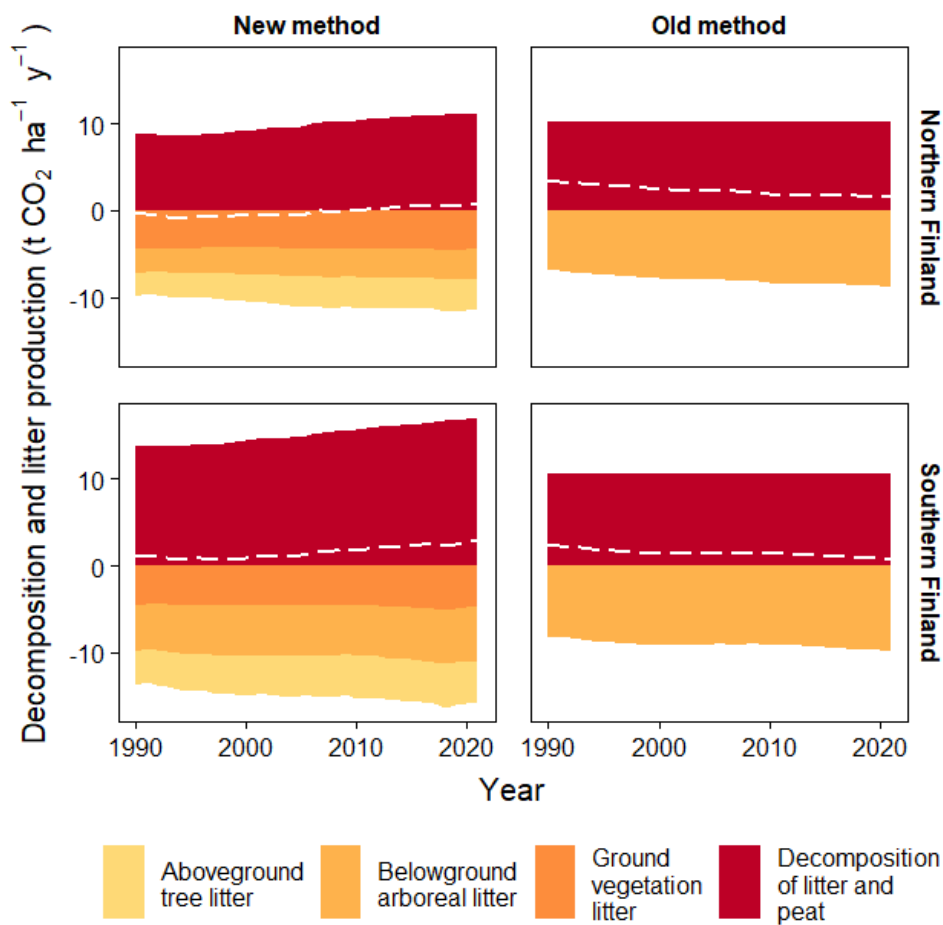 New method
Old method
Decomposition and litter production (t CO₂ ha⁻¹ y⁻¹)
10
0
-10
Northern Finland
10
0
-10
Southern Finland
1990 2000 2010 2020
1990 2000 2010 2020
Year
Aboveground
tree litter
Belowground
arboreal litter
Ground
vegetation
litter
Decomposition
of litter and
peat